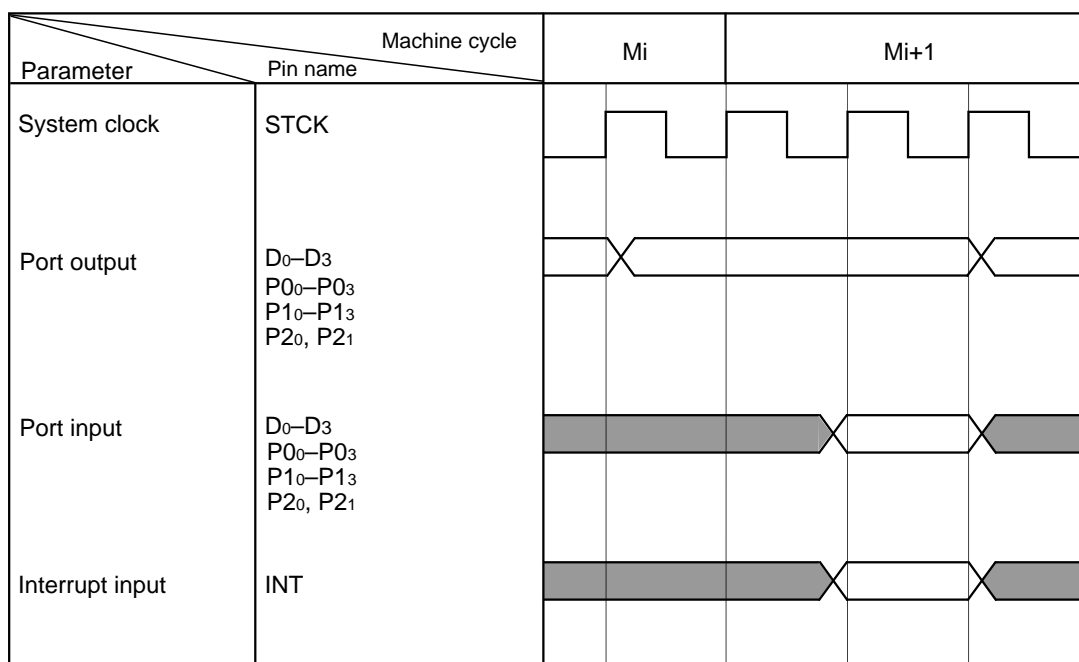 Machine cycle
Parameter
Pin name
Mi
Mi+1
System clock
STCK
Port output
D0–D3
P00–P03
P10–P13
P20, P21
Port input
D0–D3
P00–P03
P10–P13
P20, P21
Interrupt input
INT